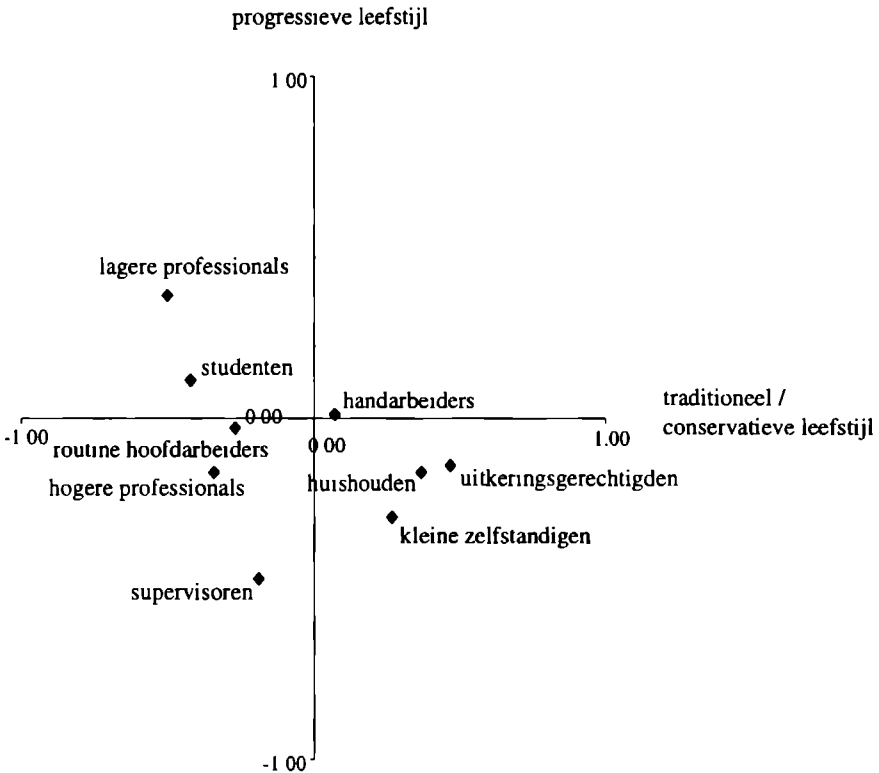 progressieve leefstijl
1 00
lagere professionals
studenten
handarbeiders
traditioneel /
conservatieve leefstijl
0 00
-1 00
0 00
1.00
routine hoofdarbeiders
hogere professionals
huishouden
uitkeringsgerechtigden
kleine zelfstandigen
supervisoren
-1 00